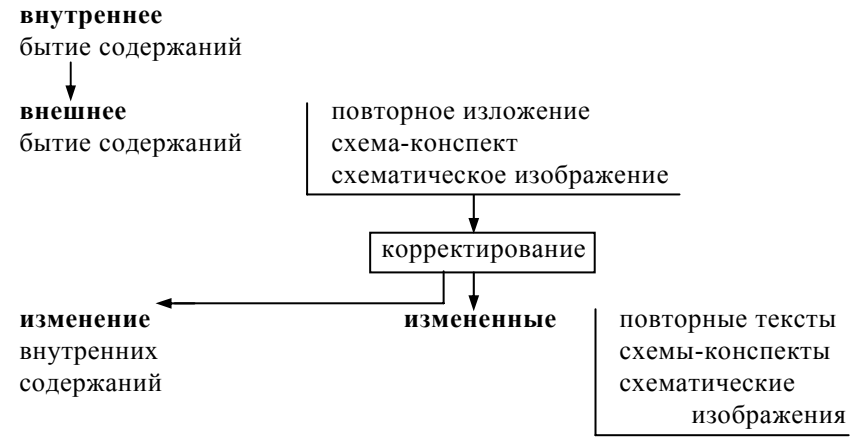 внутреннее
бытие содержаний
внешнее
бытие содержаний
повторное изложение
схема-конспект
схематическое изображение
корректирование
изменение
внутренних
содержаний
измененные
повторные тексты
схемы-конспекты
схематические
изображения